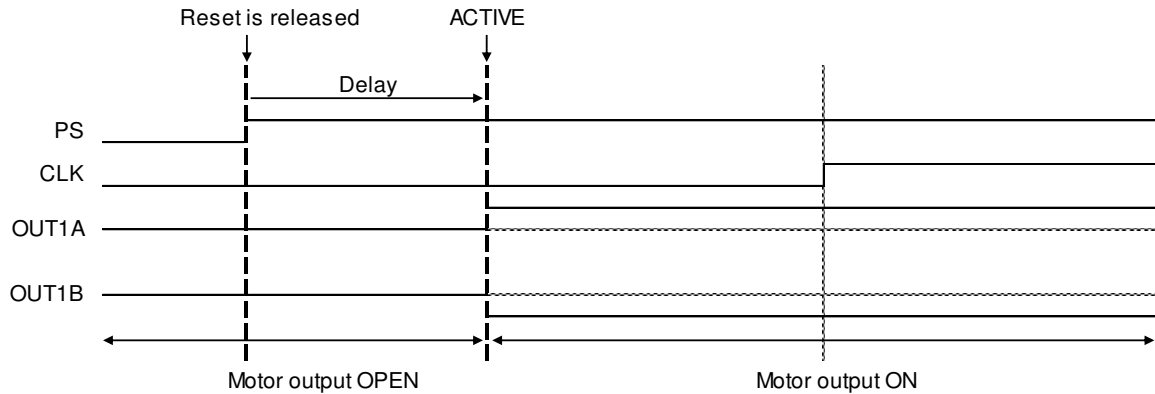 Reset is released
ACTIVE
Delay
PS
CLK
OUT1A
OUT1B
Motor output OPEN
Motor output ON